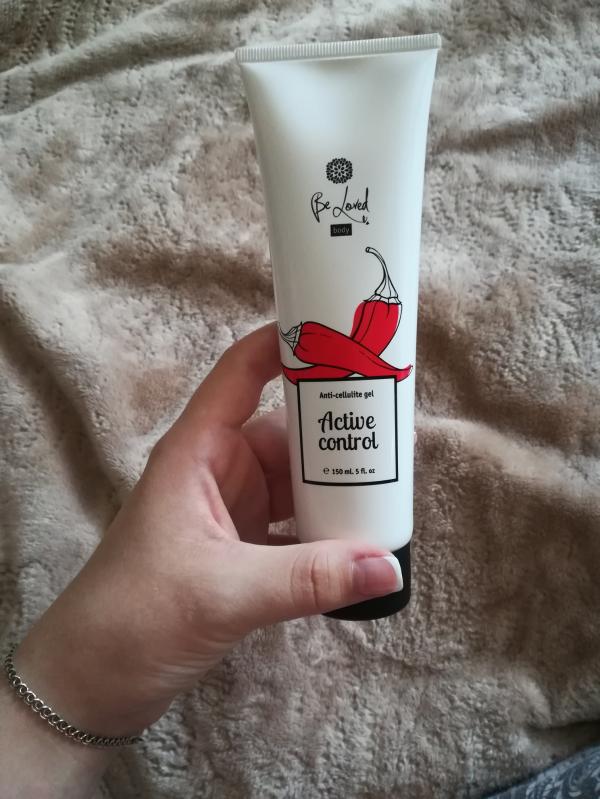 Be Loved
body
Anti-cellulite gel
Active
control
℮ 150 ml. 5 fl. oz